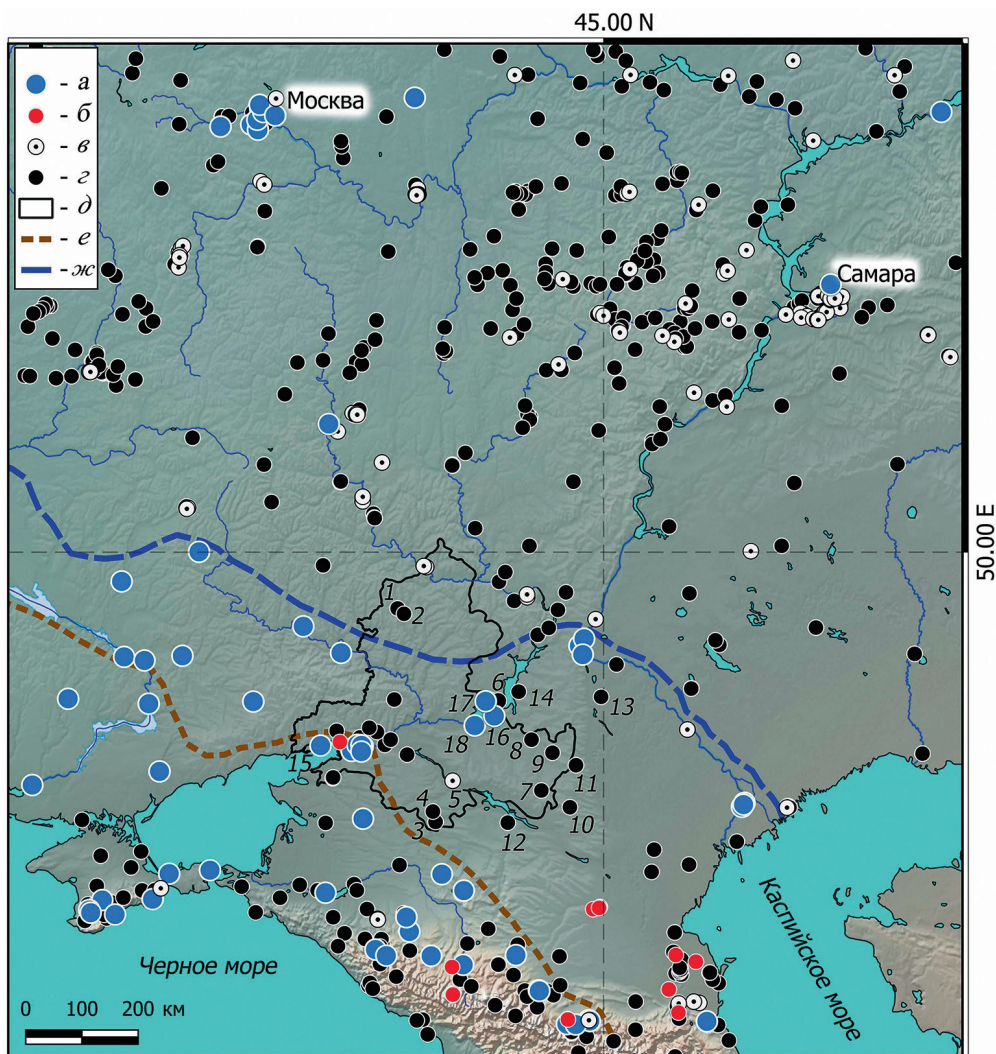 45.00 N
- а
- б
- в
- г
- д
- е
- ж
Москва
Самара
50.00 E
1
2
6
17
14
13
16
18
8
15
9
11
5
7
4
10
3
12
Черное море
Каспийское море
0 100 200 км